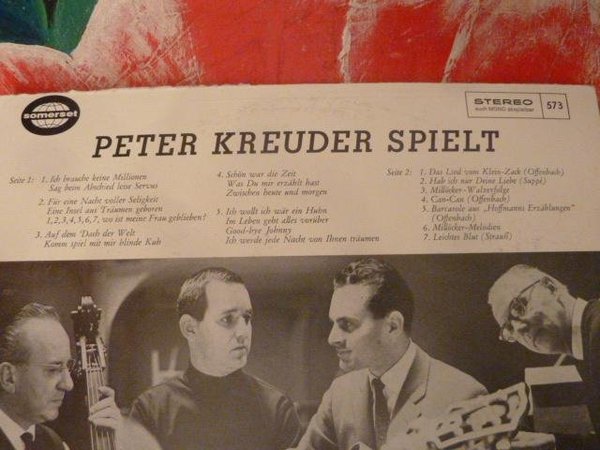 somerset
STEREO
auch MONO abspielbar
573
PETER KREUDER SPIELT
Seite 1: 1. Ich brauche keine Millionen
Sag beim Abschied leise Servus
2. Für eine Nacht voller Seligkeit
Eine Insel aus Träumen geboren
1, 2, 3, 4, 5, 6, 7, wo ist meine Frau geblieben?
3. Auf dem Dach der Welt
Komm spiel mit mir blinde Kuh
4. Schön war die Zeit
Was Du mir erzählt hast
Zwischen heute und morgen
5. Ich wollt ich wär ein Huhn
Im Leben geht alles vorüber
Good-bye Johnny
Ich werde jede Nacht von Ihnen träumen
Seite 2: 1. Das Lied vom Klein-Zack (Offenbach)
2. Hab ich nur Deine Liebe (Suppé)
3. Millöcker-Walzerfolge
4. Can-Can (Offenbach)
5. Barcarole aus „Hoffmanns Erzählungen"
(Offenbach)
6. Millöcker-Melodien
7. Leichtes Blut (Strauß)